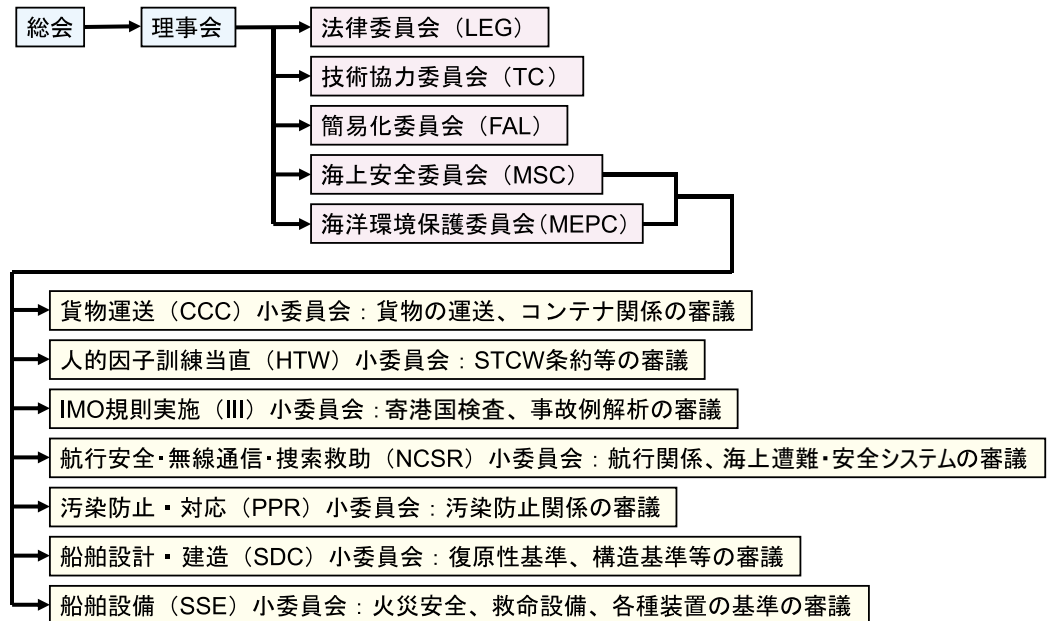 総会
理事会
法律委員会（LEG）
技術協力委員会（TC）
簡易化委員会（FAL）
海上安全委員会（MSC）
海洋環境保護委員会（MEPC）
貨物運送（CCC）小委員会：貨物の運送、コンテナ関係の審議
人的因子訓練当直（HTW）小委員会：STCW条約等の審議
IMO規則実施（III）小委員会：寄港国検査、事故例解析の審議
航行安全・無線通信・捜索救助（NCSR）小委員会：航行関係、海上遭難・安全システムの審議
汚染防止・対応（PPR）小委員会：汚染防止関係の審議
船舶設計・建造（SDC）小委員会：復原性基準、構造基準等の審議
船舶設備（SSE）小委員会：火災安全、救命設備、各種装置の基準の審議